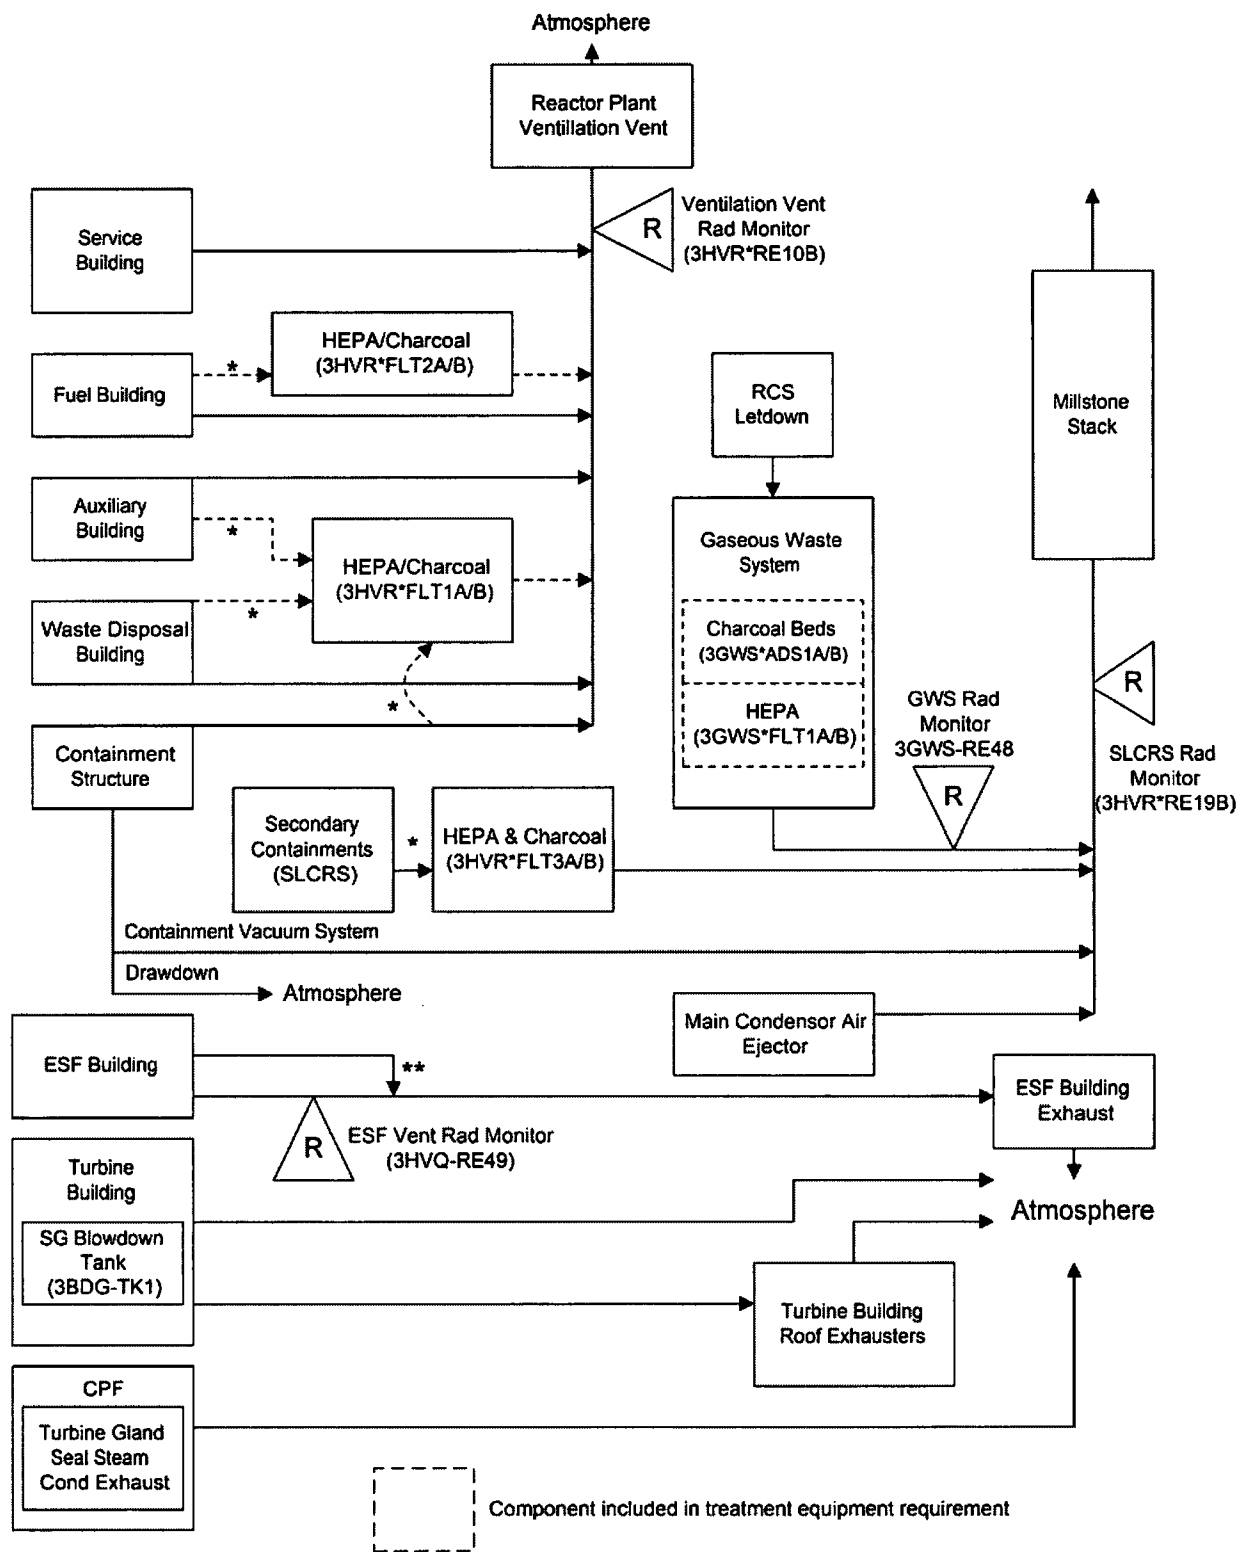 Atmosphere
Reactor Plant
Ventillation Vent
Ventilation Vent
Rad Monitor
(3HVR*RE10B)
R
Service
Building
HEPA/Charcoal
(3HVR*FLT2A/B)
*
Fuel Building
RCS
Letdown
Millstone
Stack
Auxiliary
Building
*
HEPA/Charcoal
(3HVR*FLT1A/B)
Gaseous Waste
System
*
Waste Disposal
Building
Charcoal Beds
(3GWS*ADS1A/B)
HEPA
(3GWS*FLT1A/B)
R
*
GWS Rad
Monitor
3GWS-RE48
Containment
Structure
SLCRS Rad
Monitor
(3HVR*RE19B)
R
Secondary
Containments
(SLCRS)
*
HEPA & Charcoal
(3HVR*FLT3A/B)
Containment Vacuum System
Drawdown
Atmosphere
Main Condensor Air
Ejector
ESF Building
**
ESF Building
Exhaust
R
ESF Vent Rad Monitor
(3HVQ-RE49)
Turbine
Building
Atmosphere
SG Blowdown
Tank
(3BDG-TK1)
Turbine Building
Roof Exhausters
CPF
Turbine Gland
Seal Steam
Cond Exhaust
Component included in treatment equipment requirement